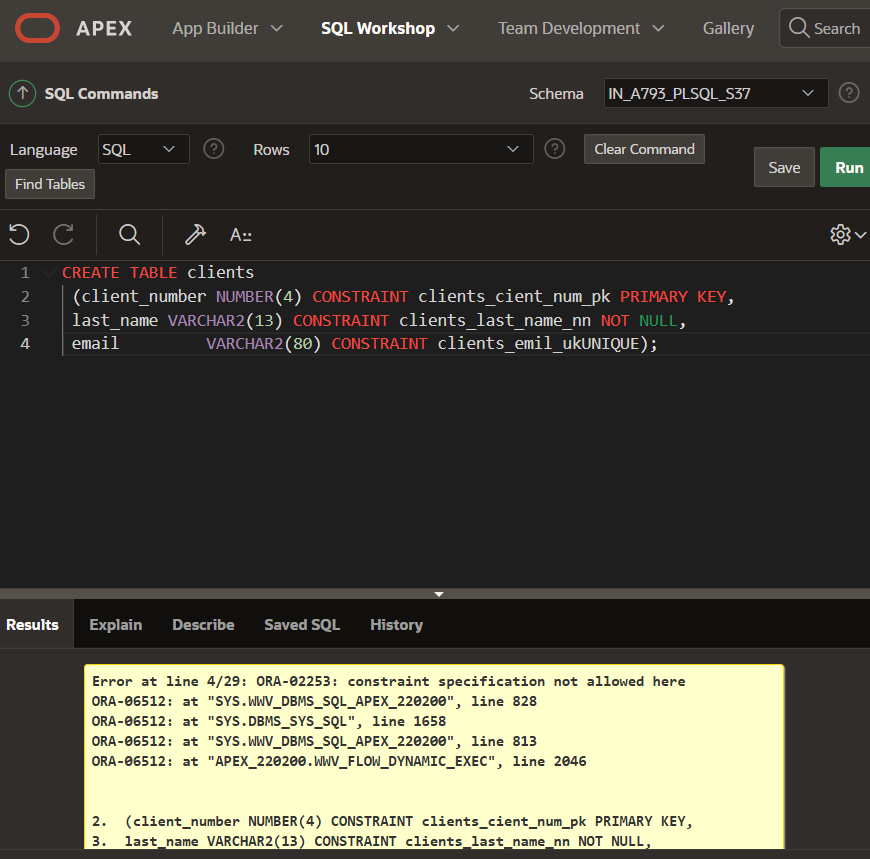 APEX App Builder SQL Workshop Team Development Gallery Search
SQL Commands Schema IN_A793_PLSQL_S37 ?
Language SQL ? Rows 10 ? Clear Command Save Run
Find Tables
A::
1 CREATE TABLE clients
2 (client_number NUMBER(4) CONSTRAINT clients_cient_num_pk PRIMARY KEY,
3 last_name VARCHAR2(13) CONSTRAINT clients_last_name_nn NOT NULL,
4 email VARCHAR2(80) CONSTRAINT clients_emil_ukUNIQUE);
Results Explain Describe Saved SQL History
Error at line 4/29: ORA-02253: constraint specification not allowed here
ORA-06512: at "SYS.WWV_DBMS_SQL_APEX_220200", line 828
ORA-06512: at "SYS.DBMS_SYS_SQL", line 1658
ORA-06512: at "SYS.WWV_DBMS_SQL_APEX_220200", line 813
ORA-06512: at "APEX_220200.WWV_FLOW_DYNAMIC_EXEC", line 2046
2. (client_number NUMBER(4) CONSTRAINT clients_cient_num_pk PRIMARY KEY,
3. last_name VARCHAR2(13) CONSTRAINT clients_last_name_nn NOT NULL,